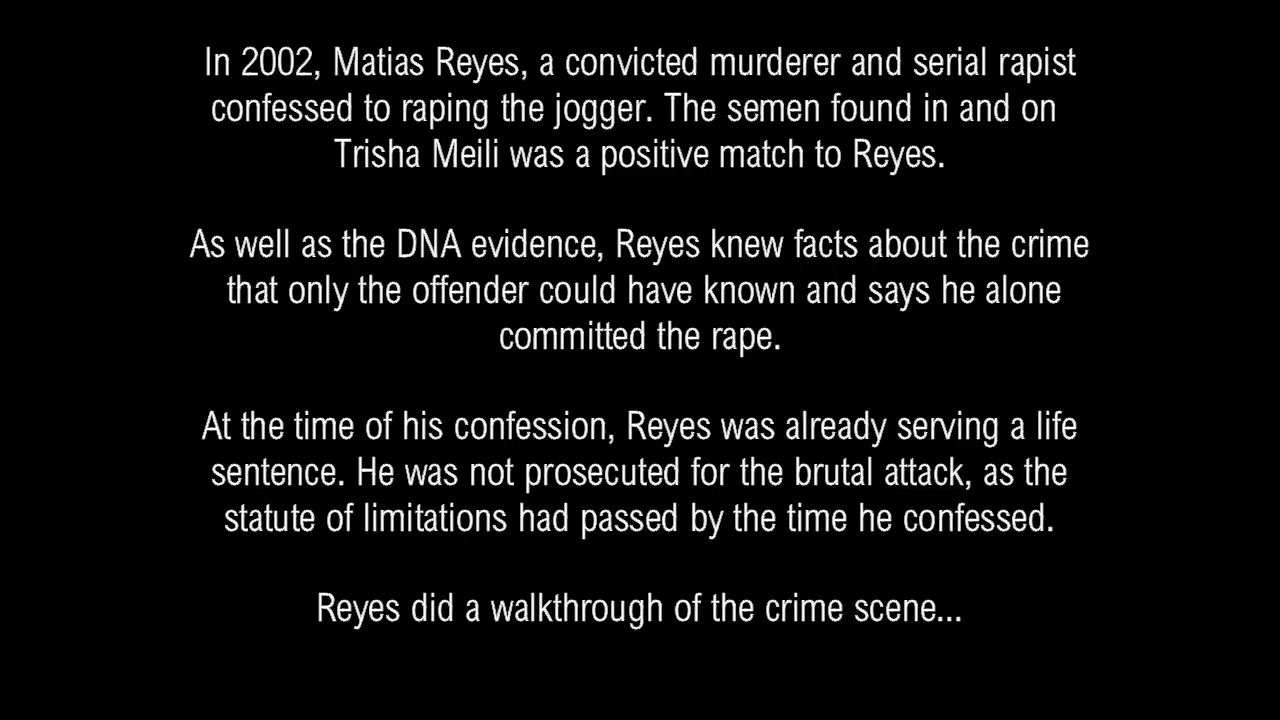 In 2002, Matias Reyes, a convicted murderer and serial rapist
confessed to raping the jogger. The semen found in and on
Trisha Meili was a positive match to Reyes.
As well as the DNA evidence, Reyes knew facts about the crime
that only the offender could have known and says he alone
committed the rape.
At the time of his confession, Reyes was already serving a life
sentence. He was not prosecuted for the brutal attack, as the
statute of limitations had passed by the time he confessed.
Reyes did a walkthrough of the crime scene...